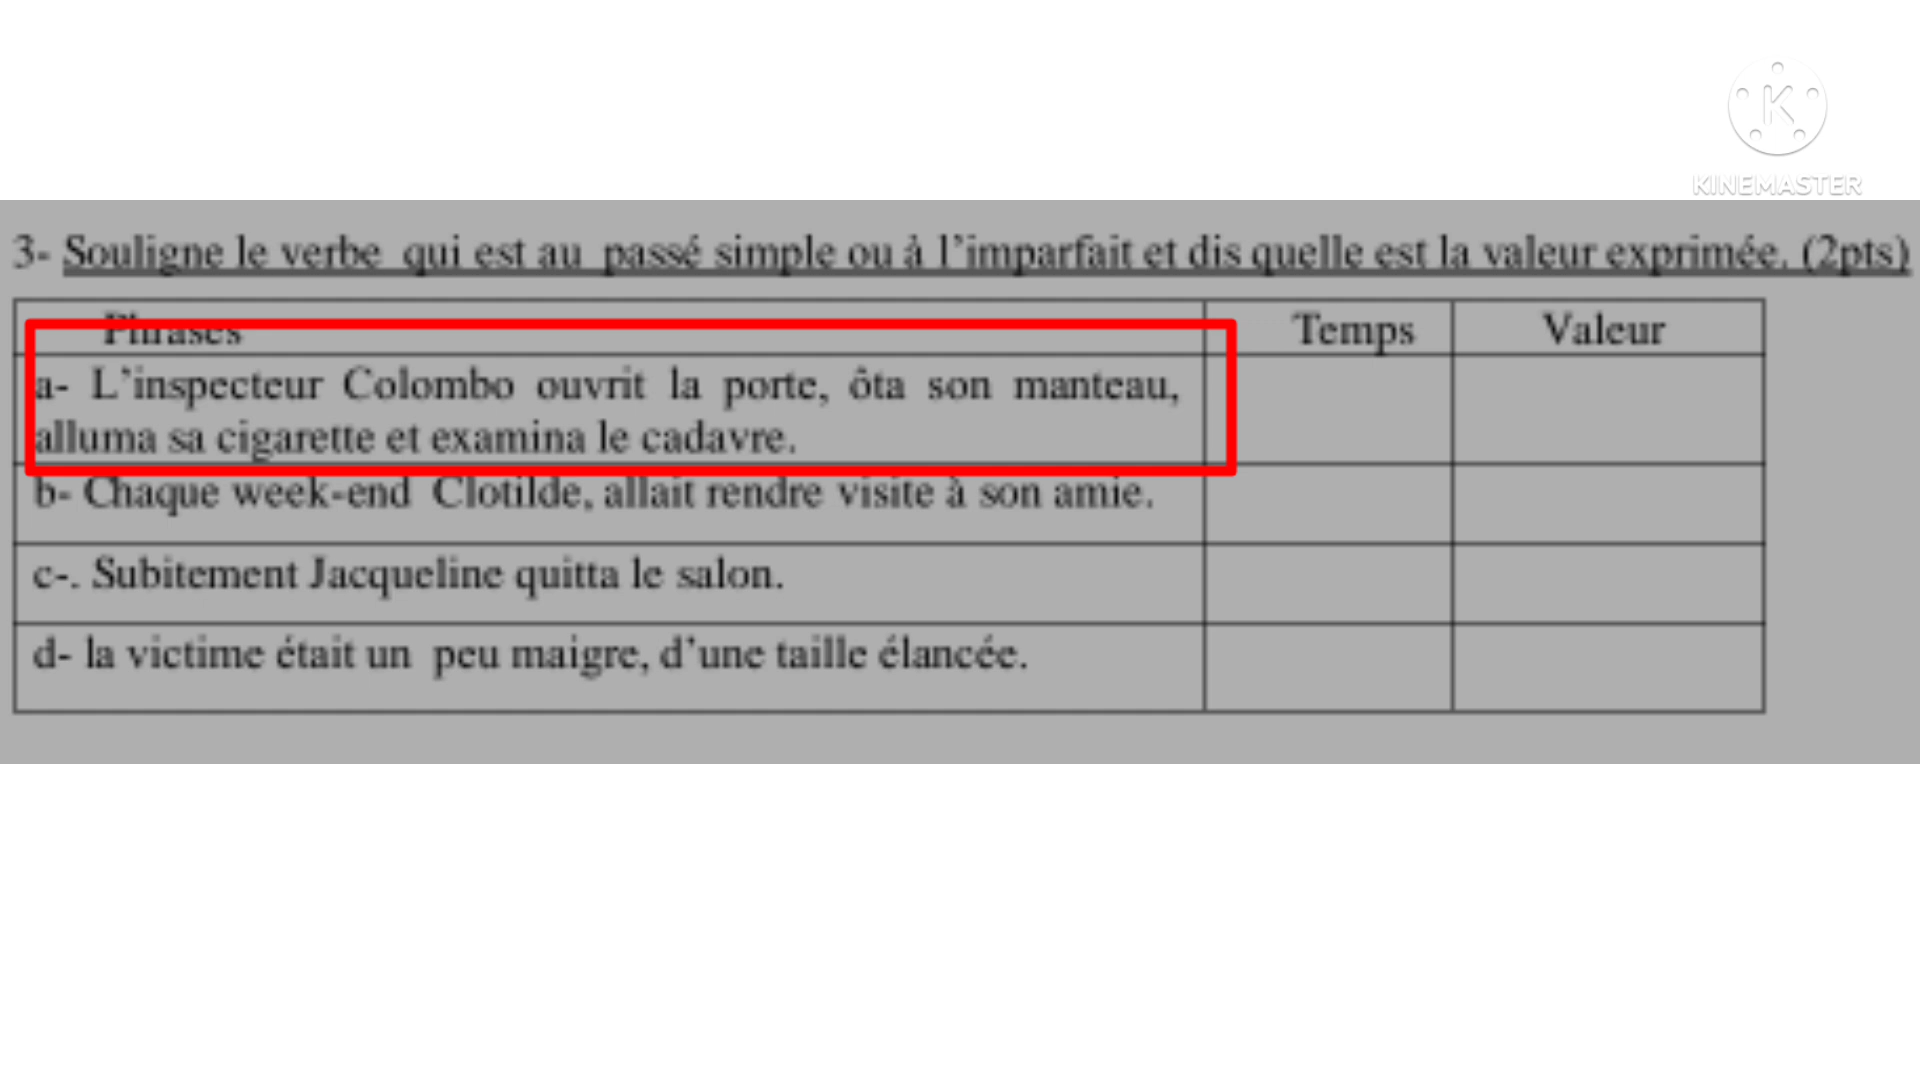 KINEMASTER
3- Souligne le verbe qui est au passé simple ou à l'imparfait et dis quelle est la valeur exprimée. (2pts)
Phrases Temps Valeur
a- L'inspecteur Colombo ouvrit la porte, ôta son manteau,
alluma sa cigarette et examina le cadavre.
b- Chaque week-end Clotilde, allait rendre visite à son amie.
c-. Subitement Jacqueline quitta le salon.
d- la victime était un peu maigre, d'une taille élancée.